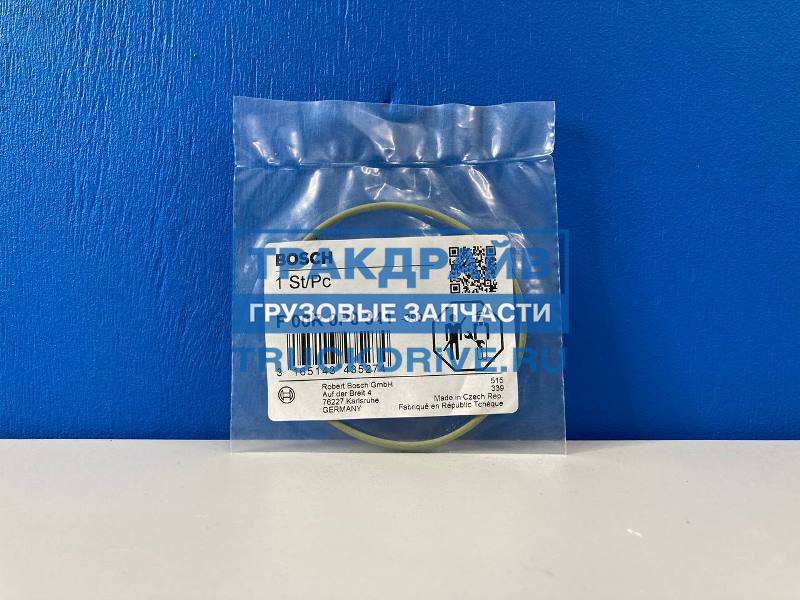 BOSCH
1 St/Pc
ТРАКДРАЙВ
ГРУЗОВЫЕ ЗАПЧАСТИ
TRUCKDRIVE.RU
Robert Bosch GmbH
Auf der Breit 4
76227 Karlsruhe
GERMANY
515
339
Made in Czech Rep.
Fabriqué en République Tchèque